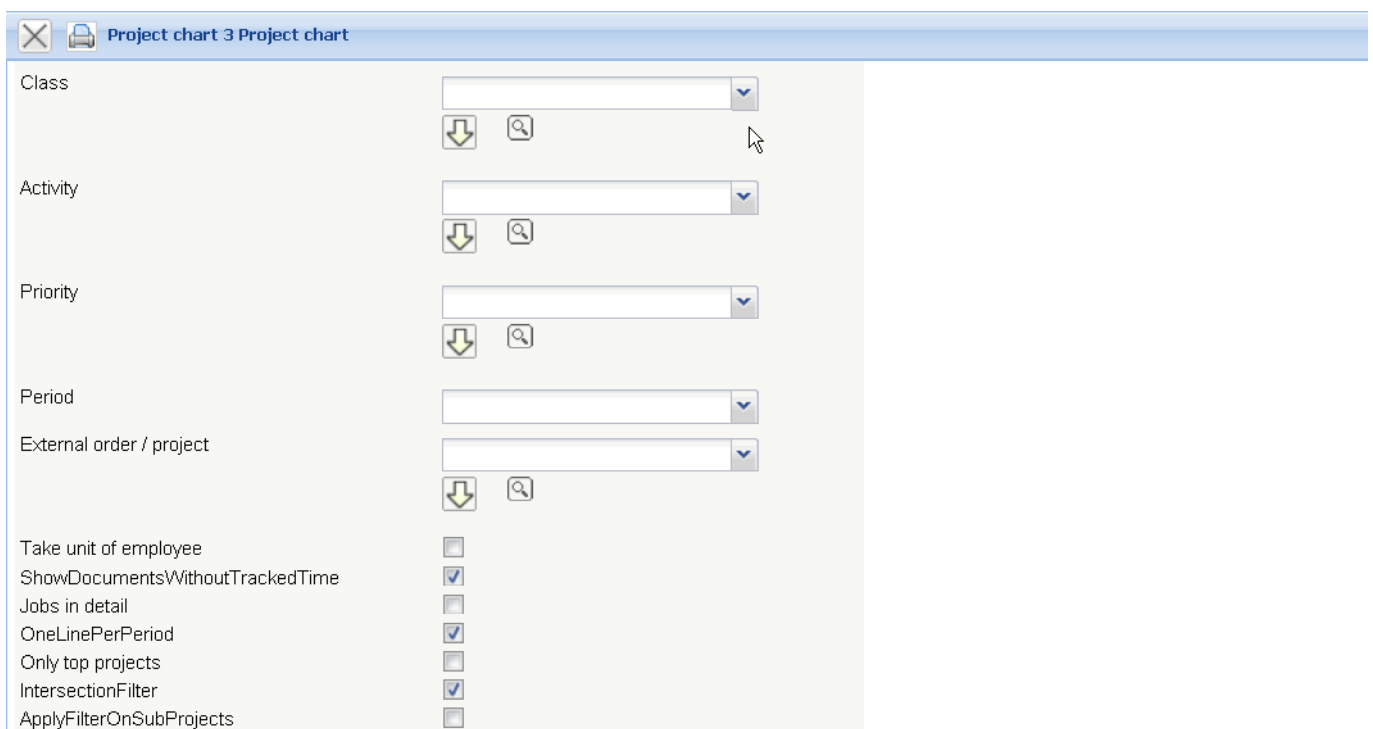 Project chart 3 Project chart
Class
Activity
Priority
Period
External order / project
Take unit of employee
ShowDocumentsWithoutTrackedTime
Jobs in detail
OneLinePerPeriod
Only top projects
IntersectionFilter
ApplyFilterOnSubProjects